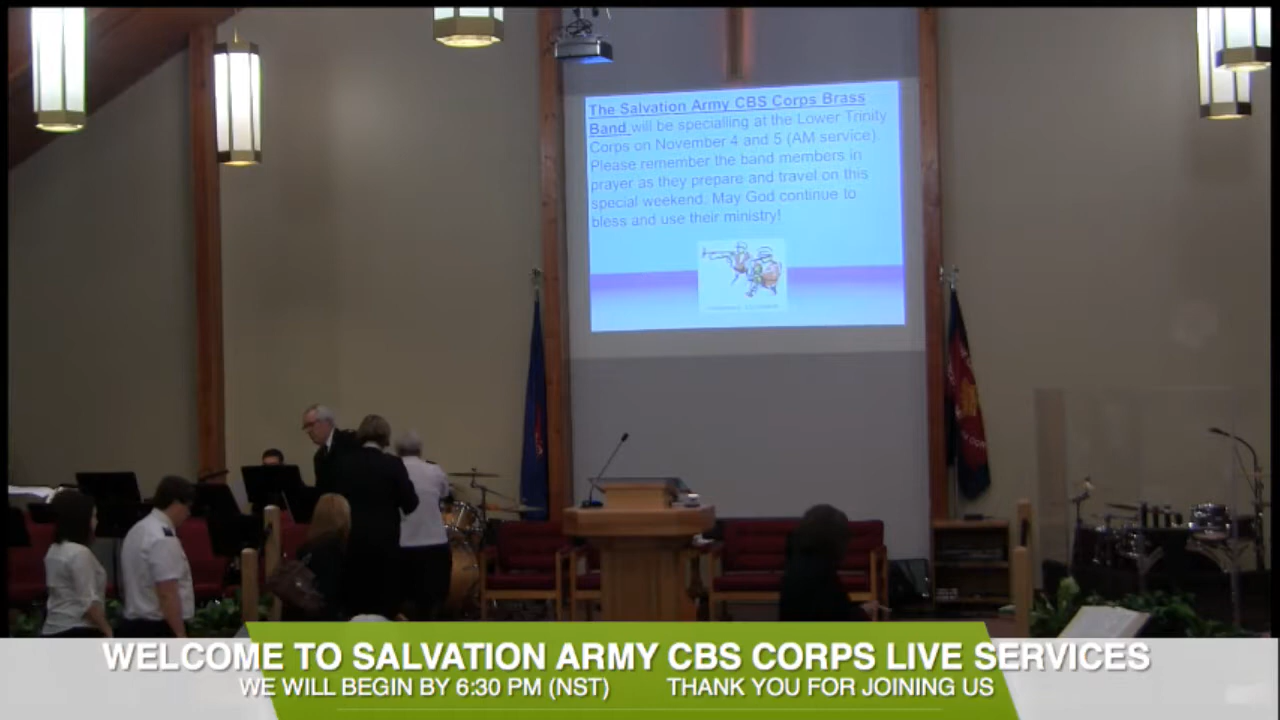 The Salvation Army CBS Corps Brass
Band will be specialling at the Lower Trinity
Corps on November 4 and 5 (AM service).
Please remember the band members in
prayer as they prepare and travel on this
special weekend. May God continue to
bless and use their ministry!
WELCOME TO SALVATION ARMY CBS CORPS LIVE SERVICES
WE WILL BEGIN BY 6:30 PM (NST) THANK YOU FOR JOINING US